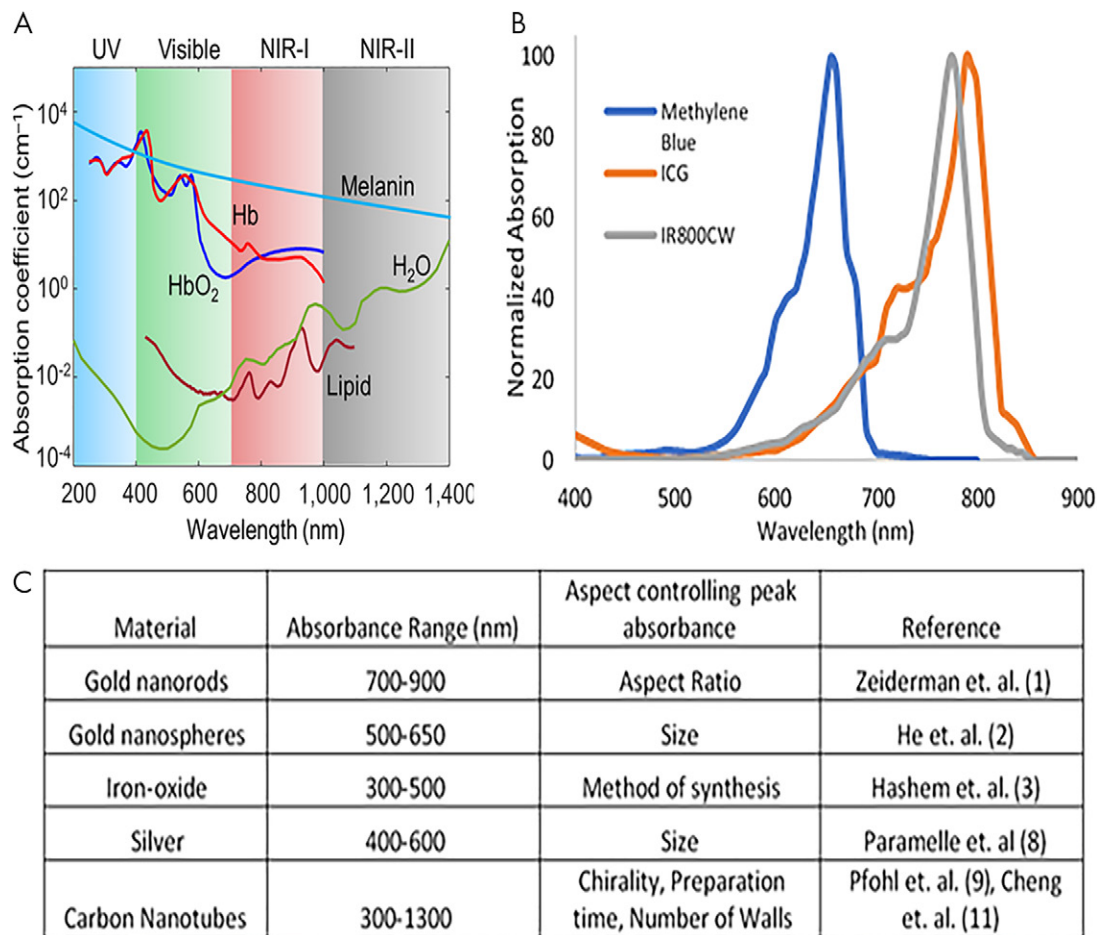 A
UV Visible NIR-I NIR-II
Absorption coefficient (cm⁻¹)
10⁴
10²
10⁰
10⁻²
10⁻⁴
Melanin
Hb
HbO₂
H₂O
Lipid
200 400 600 800 1,000 1,200 1,400
Wavelength (nm)
B
Normalized Absorption
100
80
60
40
20
0
Methylene
Blue
ICG
IR800CW
400 500 600 700 800 900
Wavelength (nm)
C
Material Absorbance Range (nm) Aspect controlling peak
absorbance Reference
Gold nanorods 700-900 Aspect Ratio Zeiderman et. al. (1)
Gold nanospheres 500-650 Size He et. al. (2)
Iron-oxide 300-500 Method of synthesis Hashem et. al. (3)
Silver 400-600 Size Paramelle et. al (8)
Carbon Nanotubes 300-1300 Chirality, Preparation
time, Number of Walls Pfohl et. al. (9), Cheng
et. al. (11)